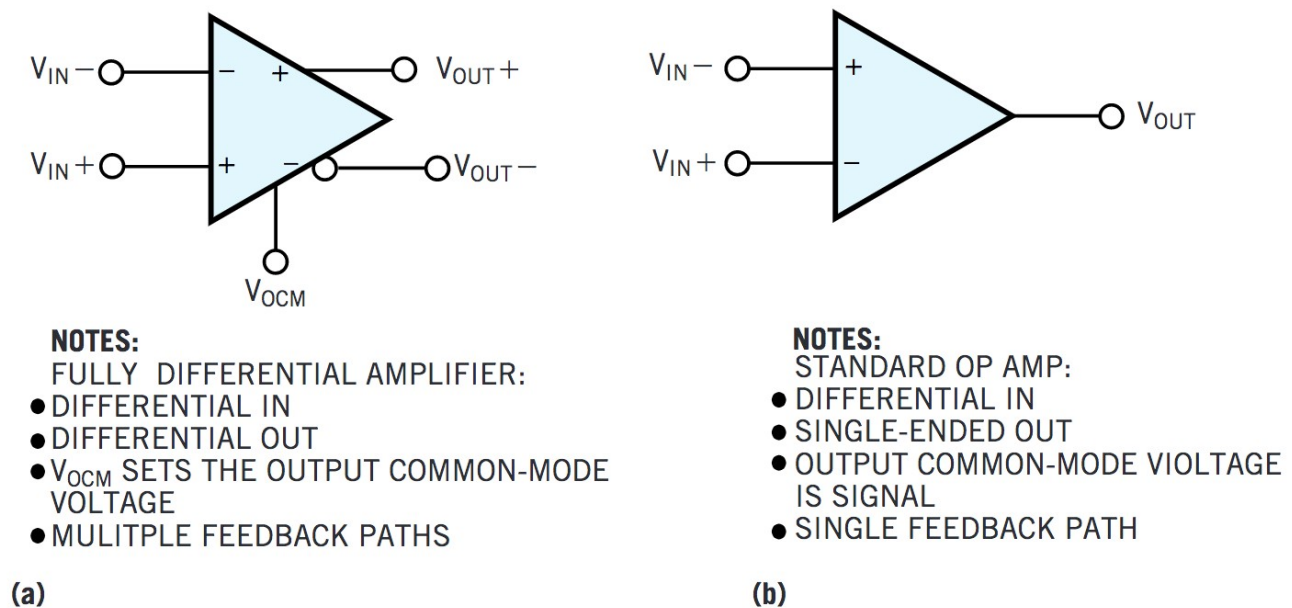 VIN−
−
+
VOUT+
VIN+
+
−
VOUT−
VOCM
NOTES:
FULLY DIFFERENTIAL AMPLIFIER:
● DIFFERENTIAL IN
● DIFFERENTIAL OUT
● VOCM SETS THE OUTPUT COMMON-MODE
VOLTAGE
● MULITPLE FEEDBACK PATHS
(a)
VIN−
+
VOUT
VIN+
−
NOTES:
STANDARD OP AMP:
● DIFFERENTIAL IN
● SINGLE-ENDED OUT
● OUTPUT COMMON-MODE VIOLTAGE
IS SIGNAL
● SINGLE FEEDBACK PATH
(b)